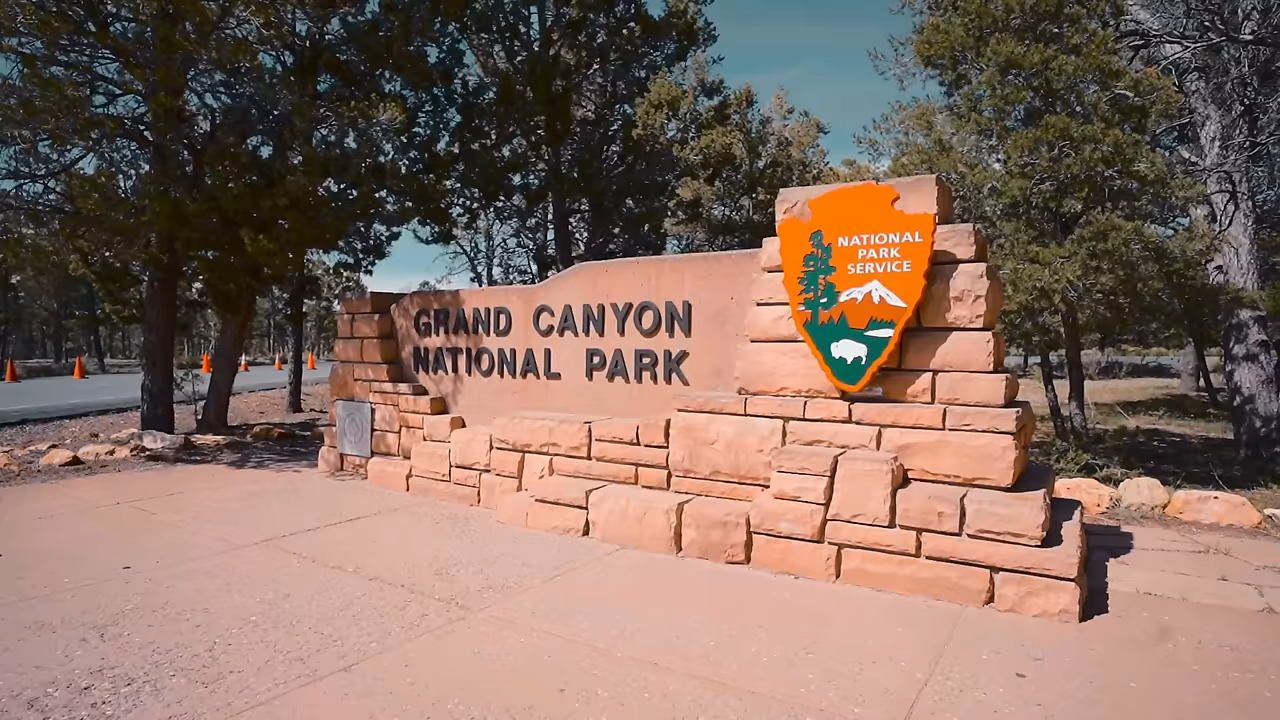 GRAND CANYON
NATIONAL PARK
NATIONAL
PARK
SERVICE